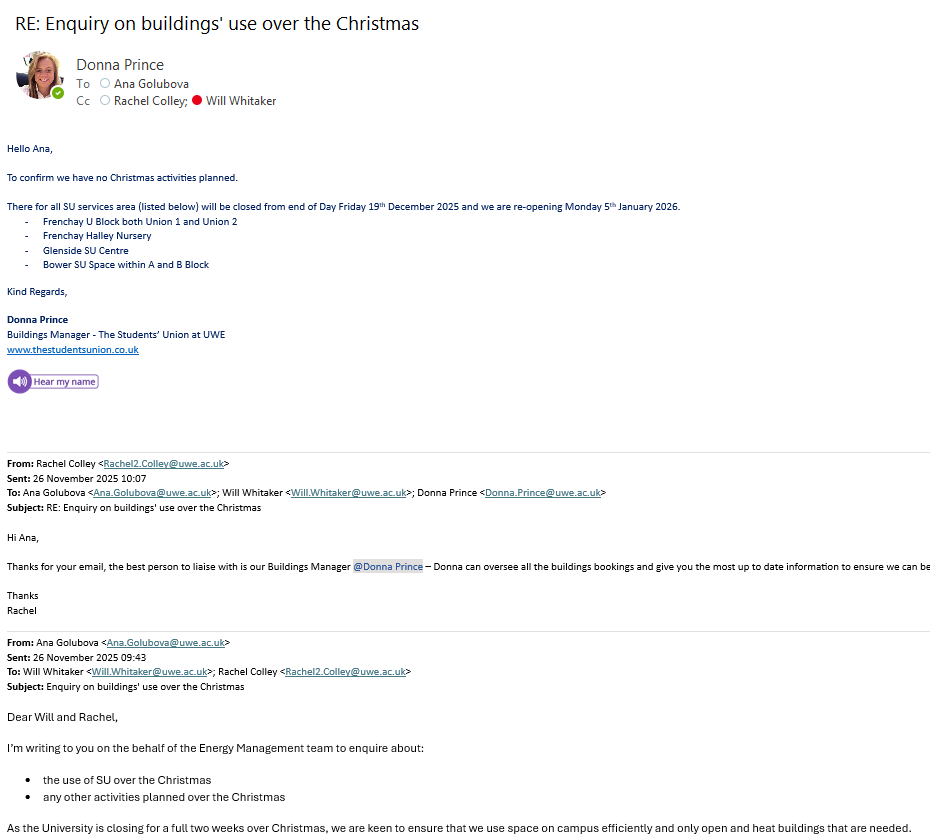 RE: Enquiry on buildings' use over the Christmas
Donna Prince
To Ana Golubova
Cc Rachel Colley; Will Whitaker
Hello Ana,
To confirm we have no Christmas activities planned.
There for all SU services area (listed below) will be closed from end of Day Friday 19th December 2025 and we are re-opening Monday 5th January 2026.
- Frenchay U Block both Union 1 and Union 2
- Frenchay Halley Nursery
- Glenside SU Centre
- Bower SU Space within A and B Block
Kind Regards,
Donna Prince
Buildings Manager - The Students' Union at UWE
www.thestudentsunion.co.uk
Hear my name
From: Rachel Colley <Rachel2.Colley@uwe.ac.uk>
Sent: 26 November 2025 10:07
To: Ana Golubova <Ana.Golubova@uwe.ac.uk>; Will Whitaker <Will.Whitaker@uwe.ac.uk>; Donna Prince <Donna.Prince@uwe.ac.uk>
Subject: RE: Enquiry on buildings' use over the Christmas
Hi Ana,
Thanks for your email, the best person to liaise with is our Buildings Manager @Donna Prince – Donna can oversee all the buildings bookings and give you the most up to date information to ensure we can be
Thanks
Rachel
From: Ana Golubova <Ana.Golubova@uwe.ac.uk>
Sent: 26 November 2025 09:43
To: Will Whitaker <Will.Whitaker@uwe.ac.uk>; Rachel Colley <Rachel2.Colley@uwe.ac.uk>
Subject: Enquiry on buildings' use over the Christmas
Dear Will and Rachel,
I'm writing to you on the behalf of the Energy Management team to enquire about:
• the use of SU over the Christmas
• any other activities planned over the Christmas
As the University is closing for a full two weeks over Christmas, we are keen to ensure that we use space on campus efficiently and only open and heat buildings that are needed.